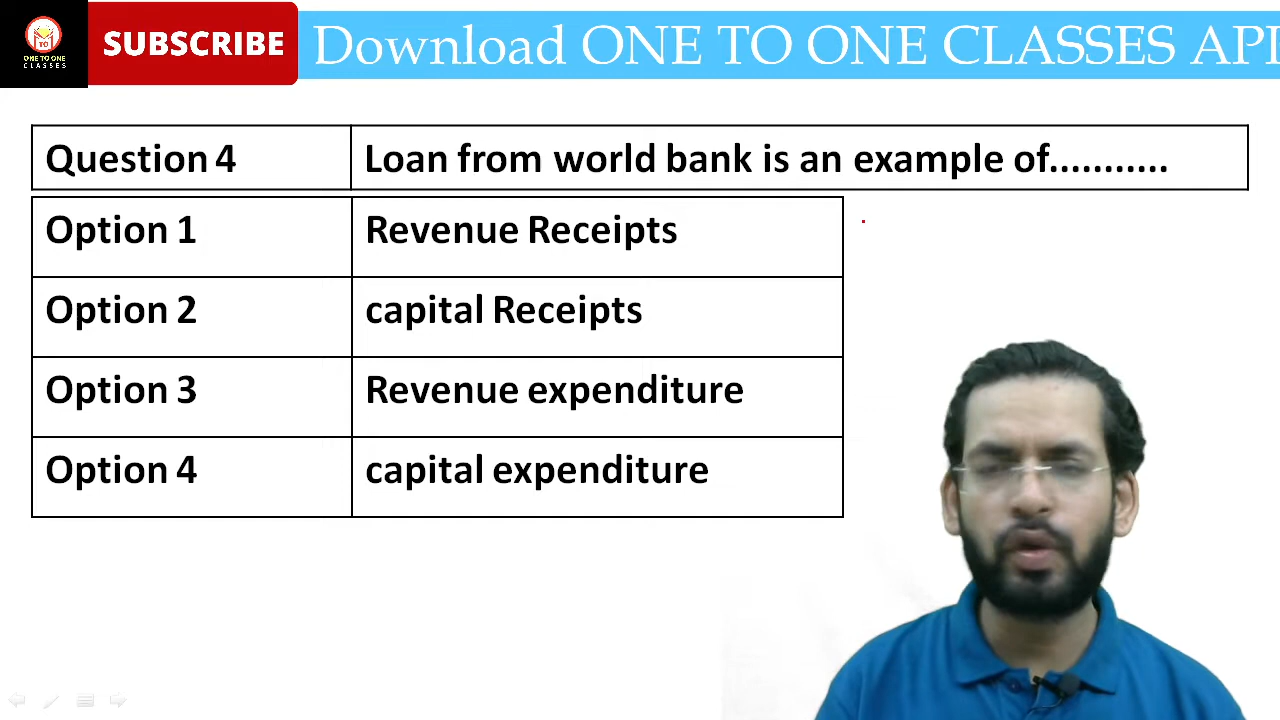 TO
ONE TO ONE
CLASSES
SUBSCRIBE
Download ONE TO ONE CLASSES
Question 4
Loan from world bank is an example of...........
Option 1
Revenue Receipts
Option 2
capital Receipts
Option 3
Revenue expenditure
Option 4
capital expenditure